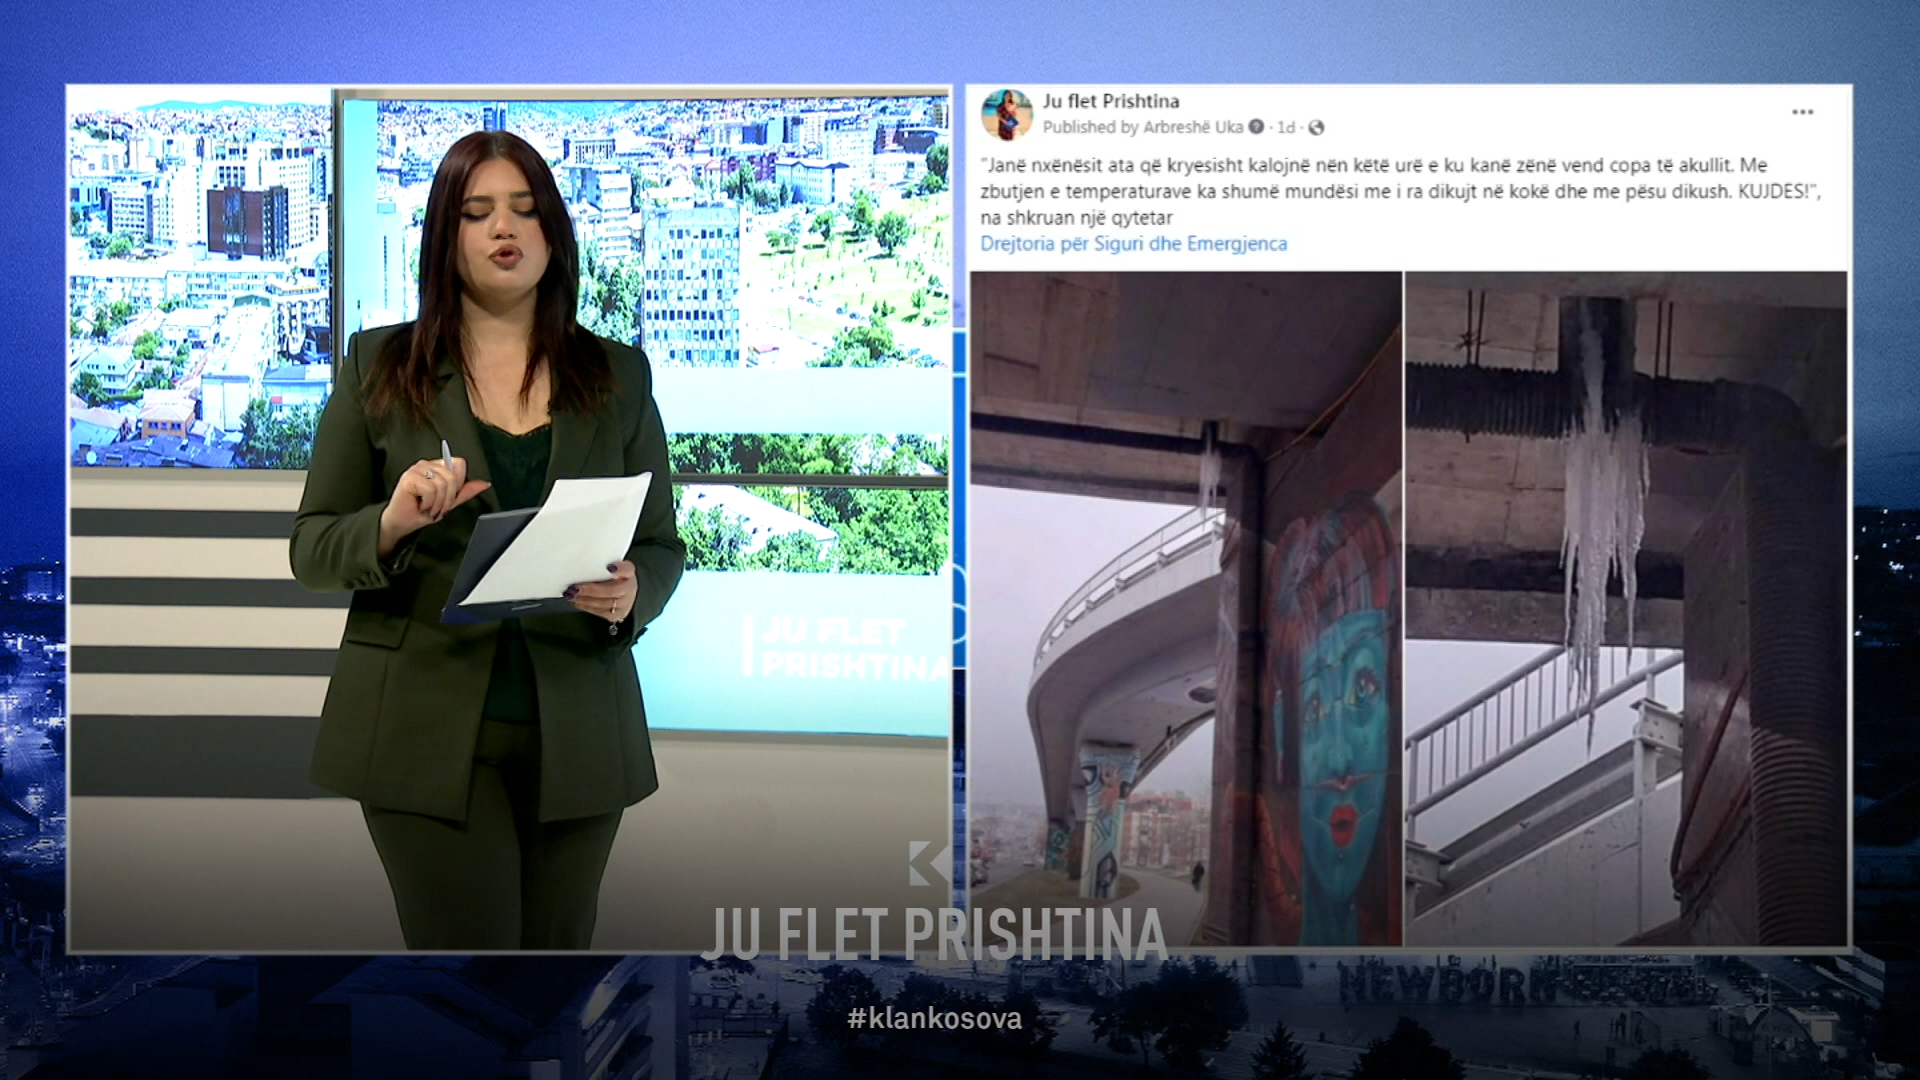 Ju flet Prishtina
Published by Arbreshë Uka · 1d ·
"Janë nxënësit ata që kryesisht kalojnë nën këtë urë e ku kanë zënë vend copa të akullit. Me
zbutjen e temperaturave ka shumë mundësi me i ra dikujt në kokë dhe me pësu dikush. KUJDES!",
na shkruan një qytetar
Drejtoria për Siguri dhe Emergjenca
JU FLET
PRISHTINA
JU FLET PRISHTINA
NEWBORN
#klankosova